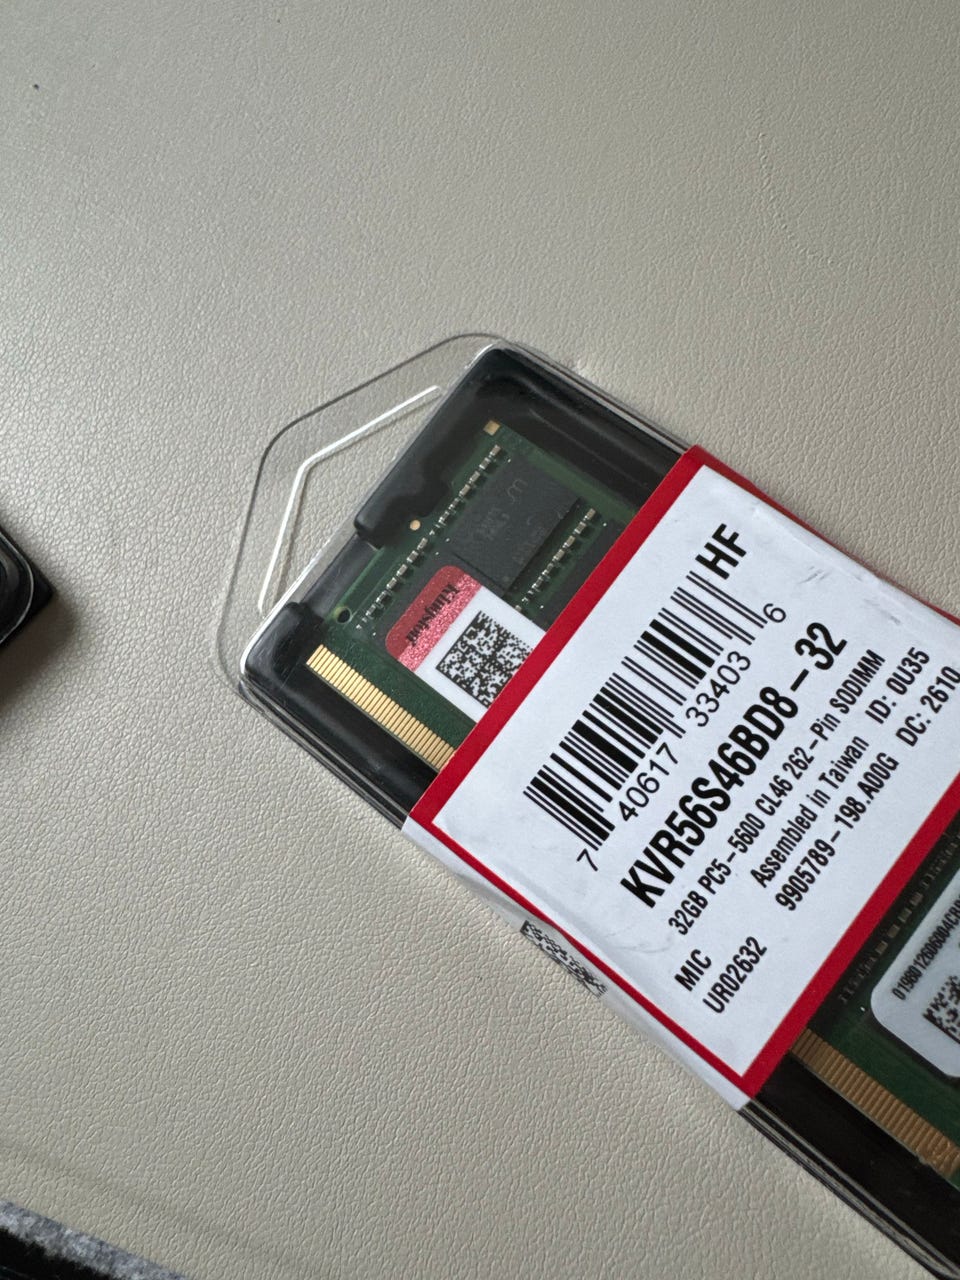 Kingston
HF
7 40617 33403 6
KVR56S46BD8-32
32GB PC5-5600 CL46 262-Pin SODIMM
Assembled in Taiwan ID: 0U35
9905789-198.A00G DC: 2610
MIC
UR02632